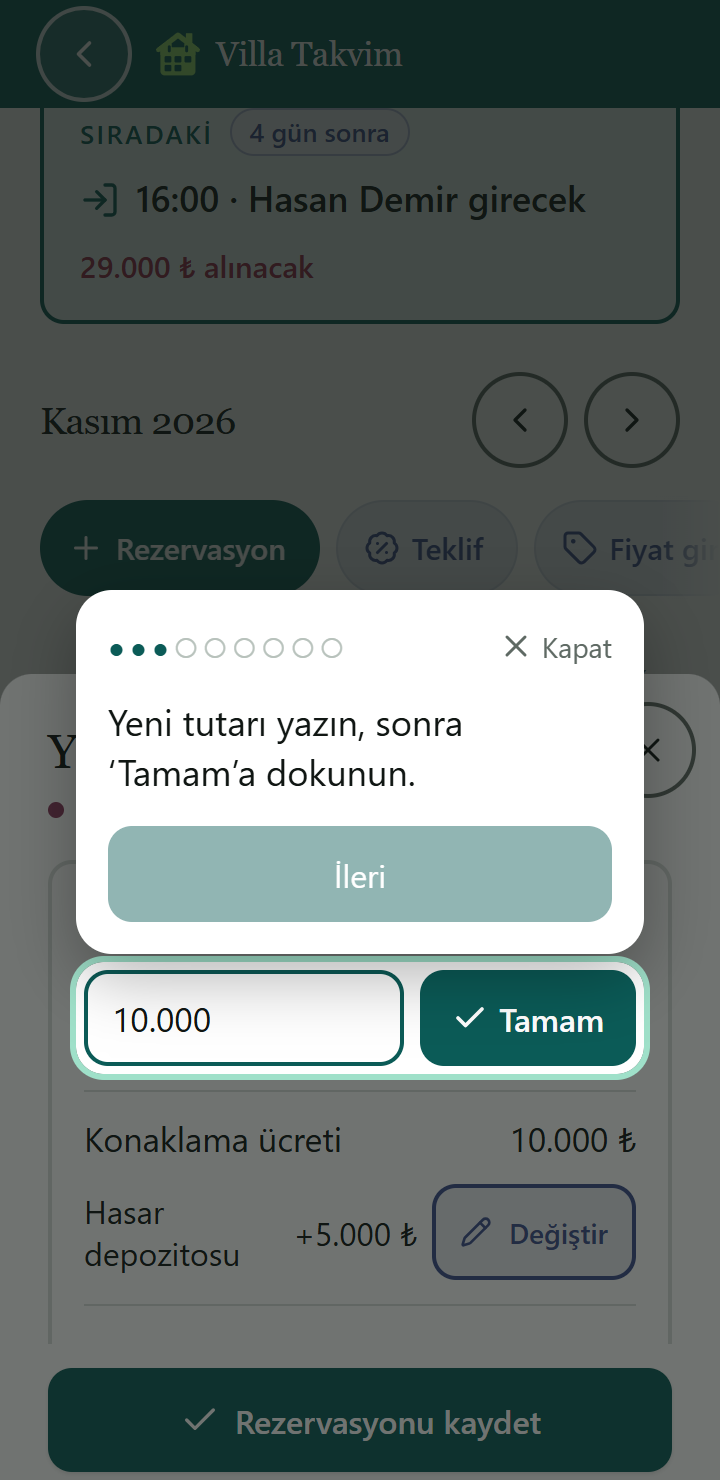 Villa Takvim
SIRADAKİ
4 gün sonra
16:00 · Hasan Demir girecek
29.000 ₺ alınacak
Kasım 2026
Rezervasyon
Teklif
Fiyat
Kapat
Yeni tutarı yazın, sonra
‘Tamam’a dokunun.
İleri
10.000
Tamam
Konaklama ücreti
10.000 ₺
Hasar
depozitosu
+5.000 ₺
Değiştir
Rezervasyonu kaydet